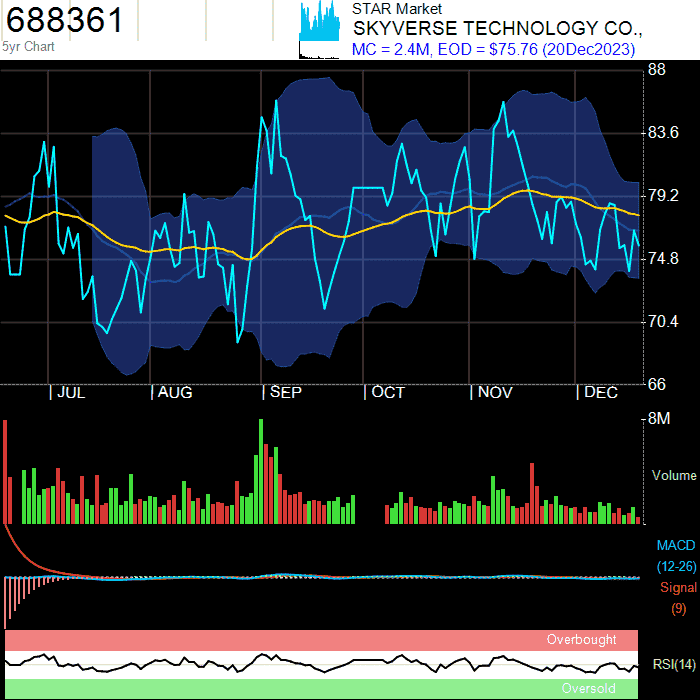 688361
5yr Chart
STAR Market
SKYVERSE TECHNOLOGY CO.,
MC = 2.4M, EOD = $75.76 (20Dec2023)
88
83.6
79.2
74.8
70.4
66
| JUL | AUG | SEP | OCT | NOV | DEC
8M
Volume
MACD
(12-26)
Signal
(9)
Overbought
RSI(14)
Oversold